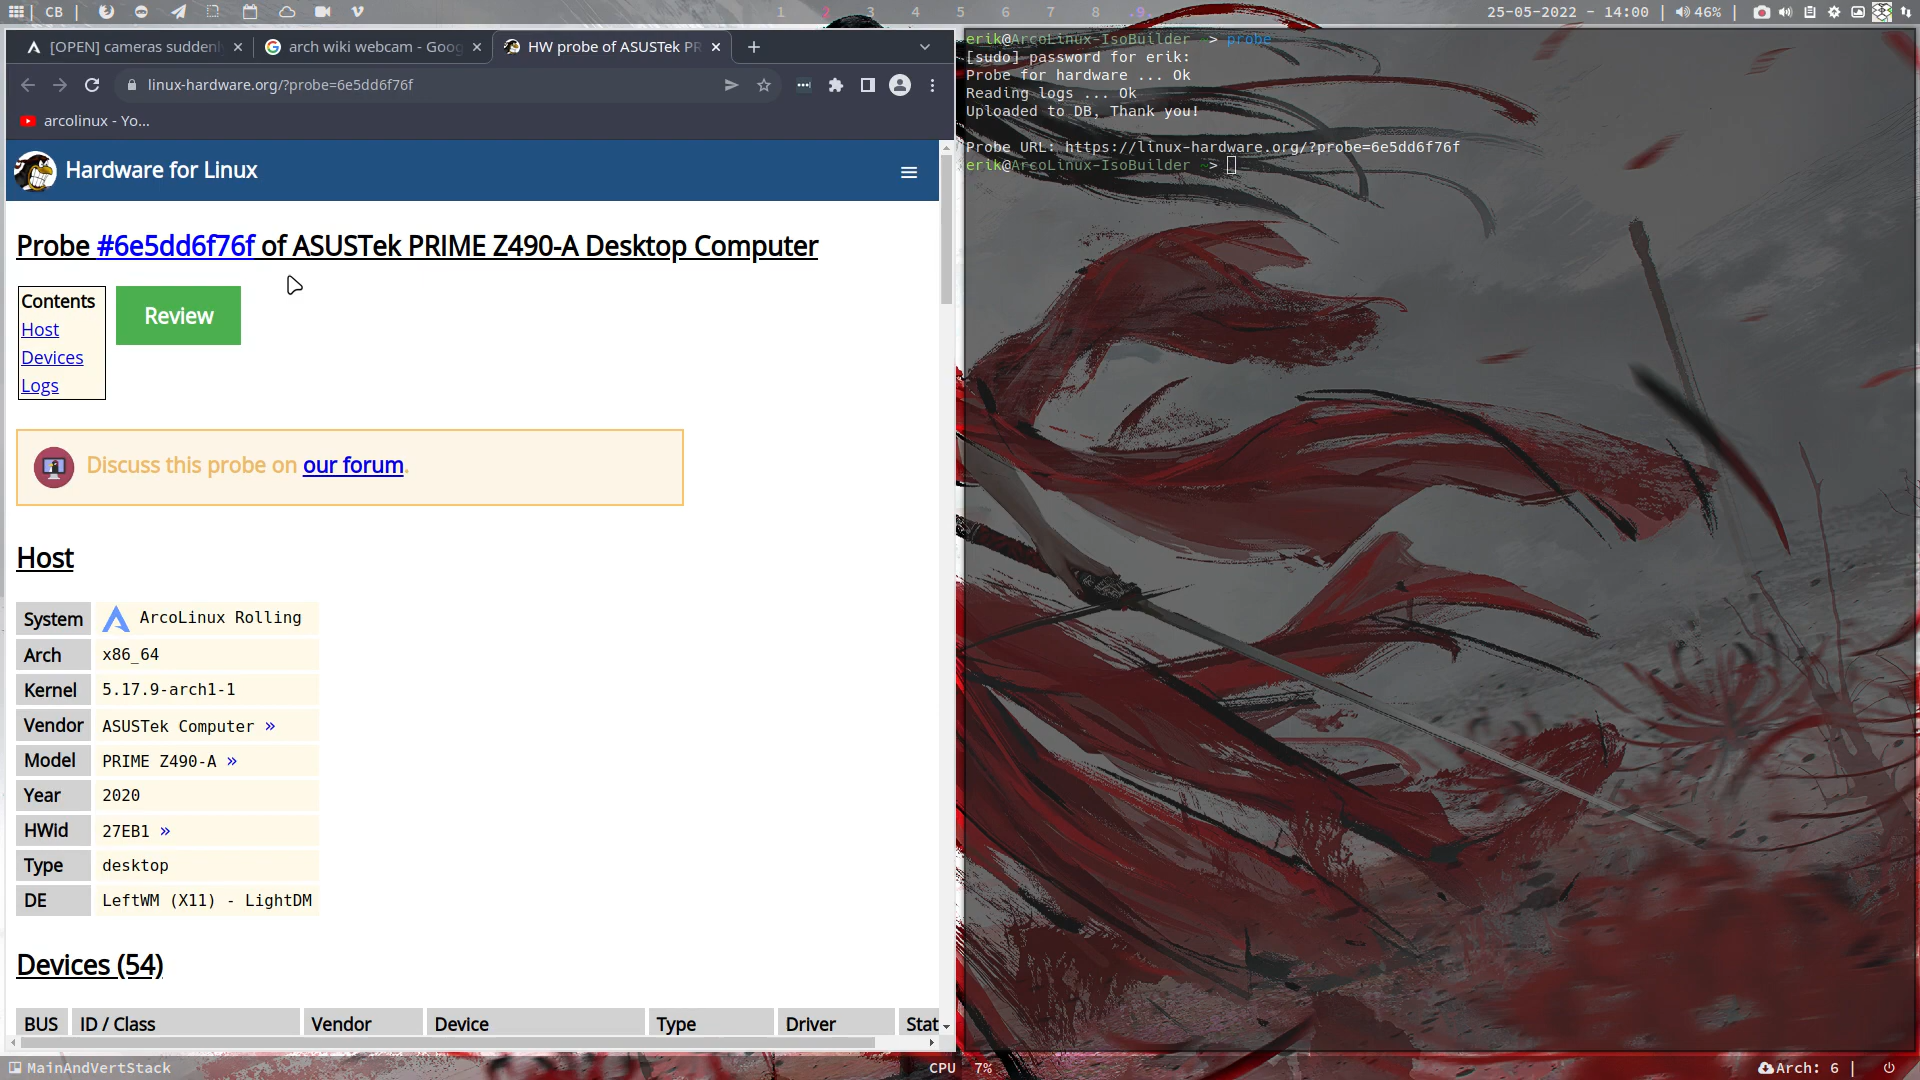 CB
1 2 3 4 5 6 7 8 9
25-05-2022 - 14:00 | 46% |
[OPEN] cameras suddenl
arch wiki webcam - Goog
HW probe of ASUSTek PR
linux-hardware.org/?probe=6e5dd6f76f
arcolinux - Yo...
Hardware for Linux
Probe #6e5dd6f76f of ASUSTek PRIME Z490-A Desktop Computer
Contents
Host
Devices
Logs
Review
Discuss this probe on our forum.
Host
System ArcoLinux Rolling
Arch x86_64
Kernel 5.17.9-arch1-1
Vendor ASUSTek Computer »
Model PRIME Z490-A »
Year 2020
HWid 27EB1 »
Type desktop
DE LeftWM (X11) - LightDM
Devices (54)
BUS ID / Class Vendor Device Type Driver Stat
erik@ArcoLinux-IsoBuilder ~> probe
[sudo] password for erik:
Probe for hardware ... Ok
Reading logs ... Ok
Uploaded to DB, Thank you!
Probe URL: https://linux-hardware.org/?probe=6e5dd6f76f
erik@ArcoLinux-IsoBuilder ~>
MainAndVertStack
CPU 7%
Arch: 6 |